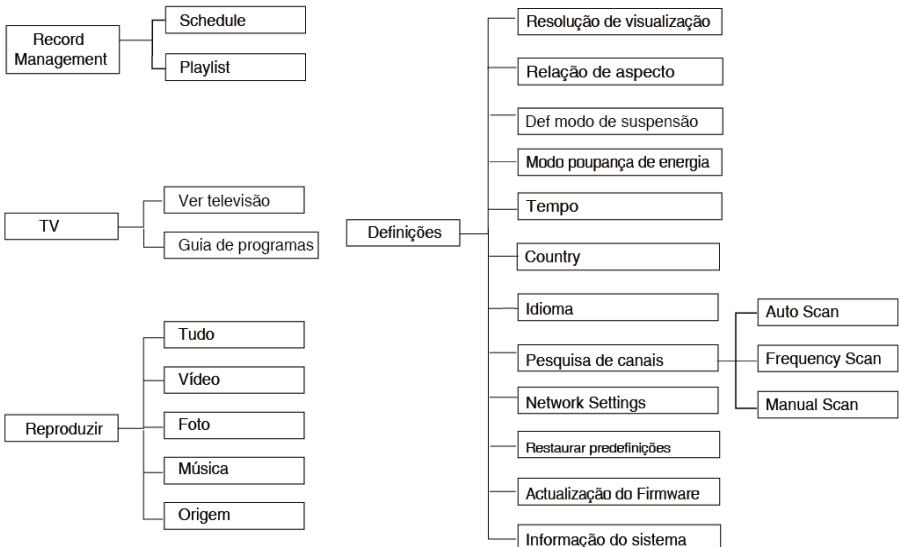 Record
Management
Schedule
Playlist
TV
Ver televisão
Guia de programas
Reproduzir
Tudo
Vídeo
Foto
Música
Origem
Definições
Resolução de visualização
Relação de aspecto
Def modo de suspensão
Modo poupança de energia
Tempo
Country
Idioma
Pesquisa de canais
Auto Scan
Frequency Scan
Manual Scan
Network Settings
Restaurar predefinições
Actualização do Firmware
Informação do sistema